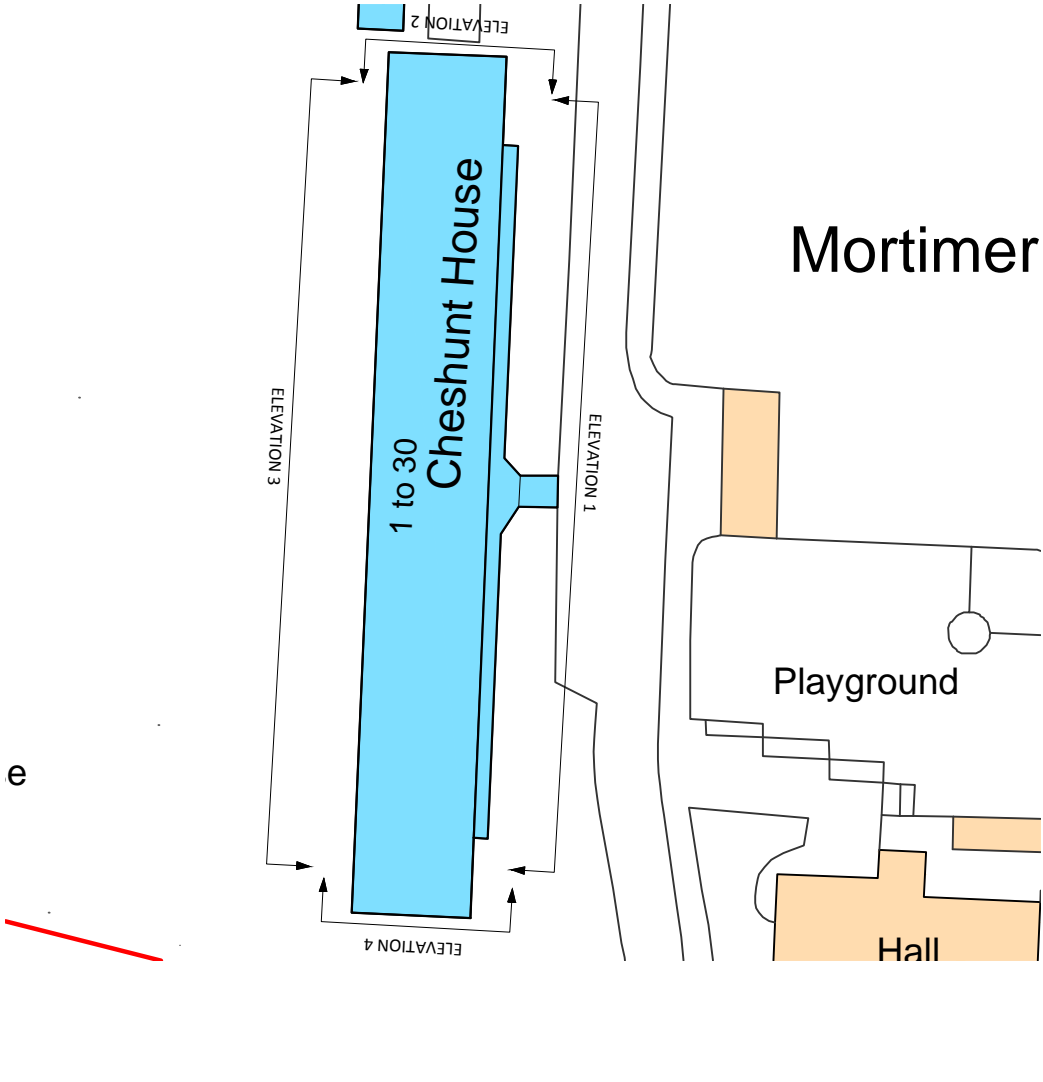 ELEVATION 2
Cheshunt House
1 to 30
Mortimer
ELEVATION 3
ELEVATION 1
Playground
e
ELEVATION 4
Hall